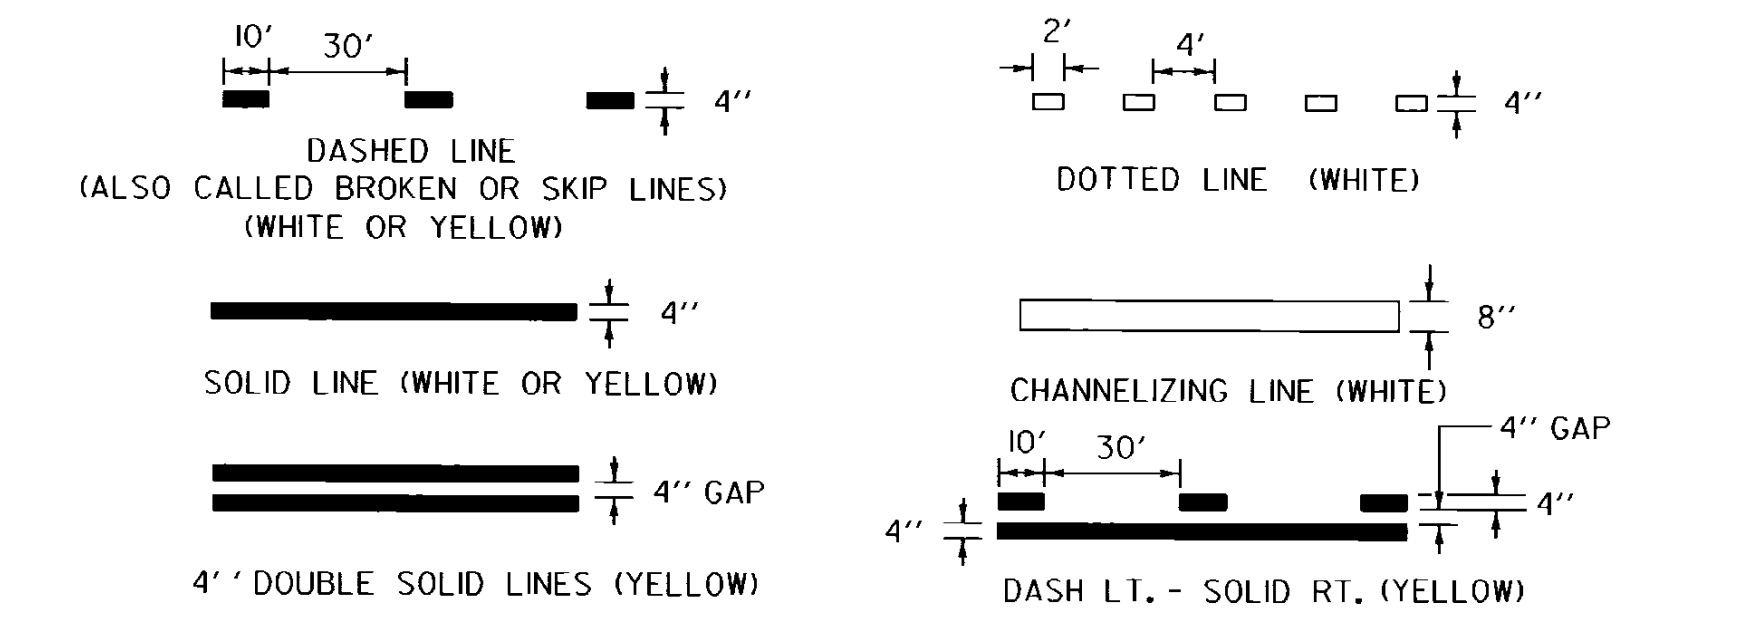 10' 30'
4''
DASHED LINE
(ALSO CALLED BROKEN OR SKIP LINES)
(WHITE OR YELLOW)
2' 4'
4''
DOTTED LINE (WHITE)
4''
SOLID LINE (WHITE OR YELLOW)
8''
CHANNELIZING LINE (WHITE)
4'' GAP
4'' DOUBLE SOLID LINES (YELLOW)
10' 30'
4'' GAP
4''
4''
DASH LT. - SOLID RT. (YELLOW)